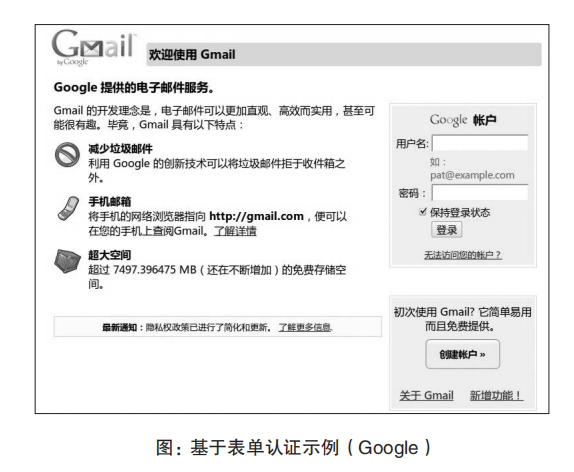 Gmail
by Google
欢迎使用 Gmail
Google 提供的电子邮件服务。
Gmail 的开发理念是，电子邮件可以更加直观、高效而实用，甚至可
能很有趣。毕竟，Gmail 具有以下特点：
减少垃圾邮件
利用 Google 的创新技术可以将垃圾邮件拒于收件箱之
外。
手机邮箱
将手机的网络浏览器指向 http://gmail.com，便可以
在您的手机上查阅Gmail。了解详情
超大空间
超过 7497.396475 MB（还在不断增加）的免费存储空
间。
最新通知：隐私权政策已进行了简化和更新。 了解更多信息.
Google 帐户
用户名:
如：
pat@example.com
密码：
保持登录状态
登录
无法访问您的帐户？
初次使用 Gmail? 它简单易用
而且免费提供。
创建帐户 »
关于 Gmail 新增功能！
图：基于表单认证示例（Google）